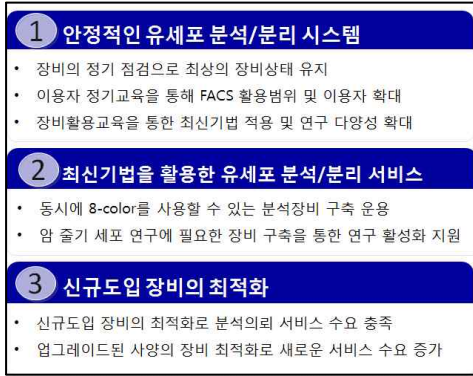 1 안정적인 유세포 분석/분리 시스템
• 장비의 정기 점검으로 최상의 장비상태 유지
• 이용자 정기교육을 통해 FACS 활용범위 및 이용자 확대
• 장비활용교육을 통한 최신기법 적용 및 연구 다양성 확대
2 최신기법을 활용한 유세포 분석/분리 서비스
• 동시에 8-color를 사용할 수 있는 분석장비 구축 운용
• 암 줄기 세포 연구에 필요한 장비 구축을 통한 연구 활성화 지원
3 신규도입 장비의 최적화
• 신규도입 장비의 최적화로 분석의뢰 서비스 수요 충족
• 업그레이드된 사양의 장비 최적화로 새로운 서비스 수요 증가